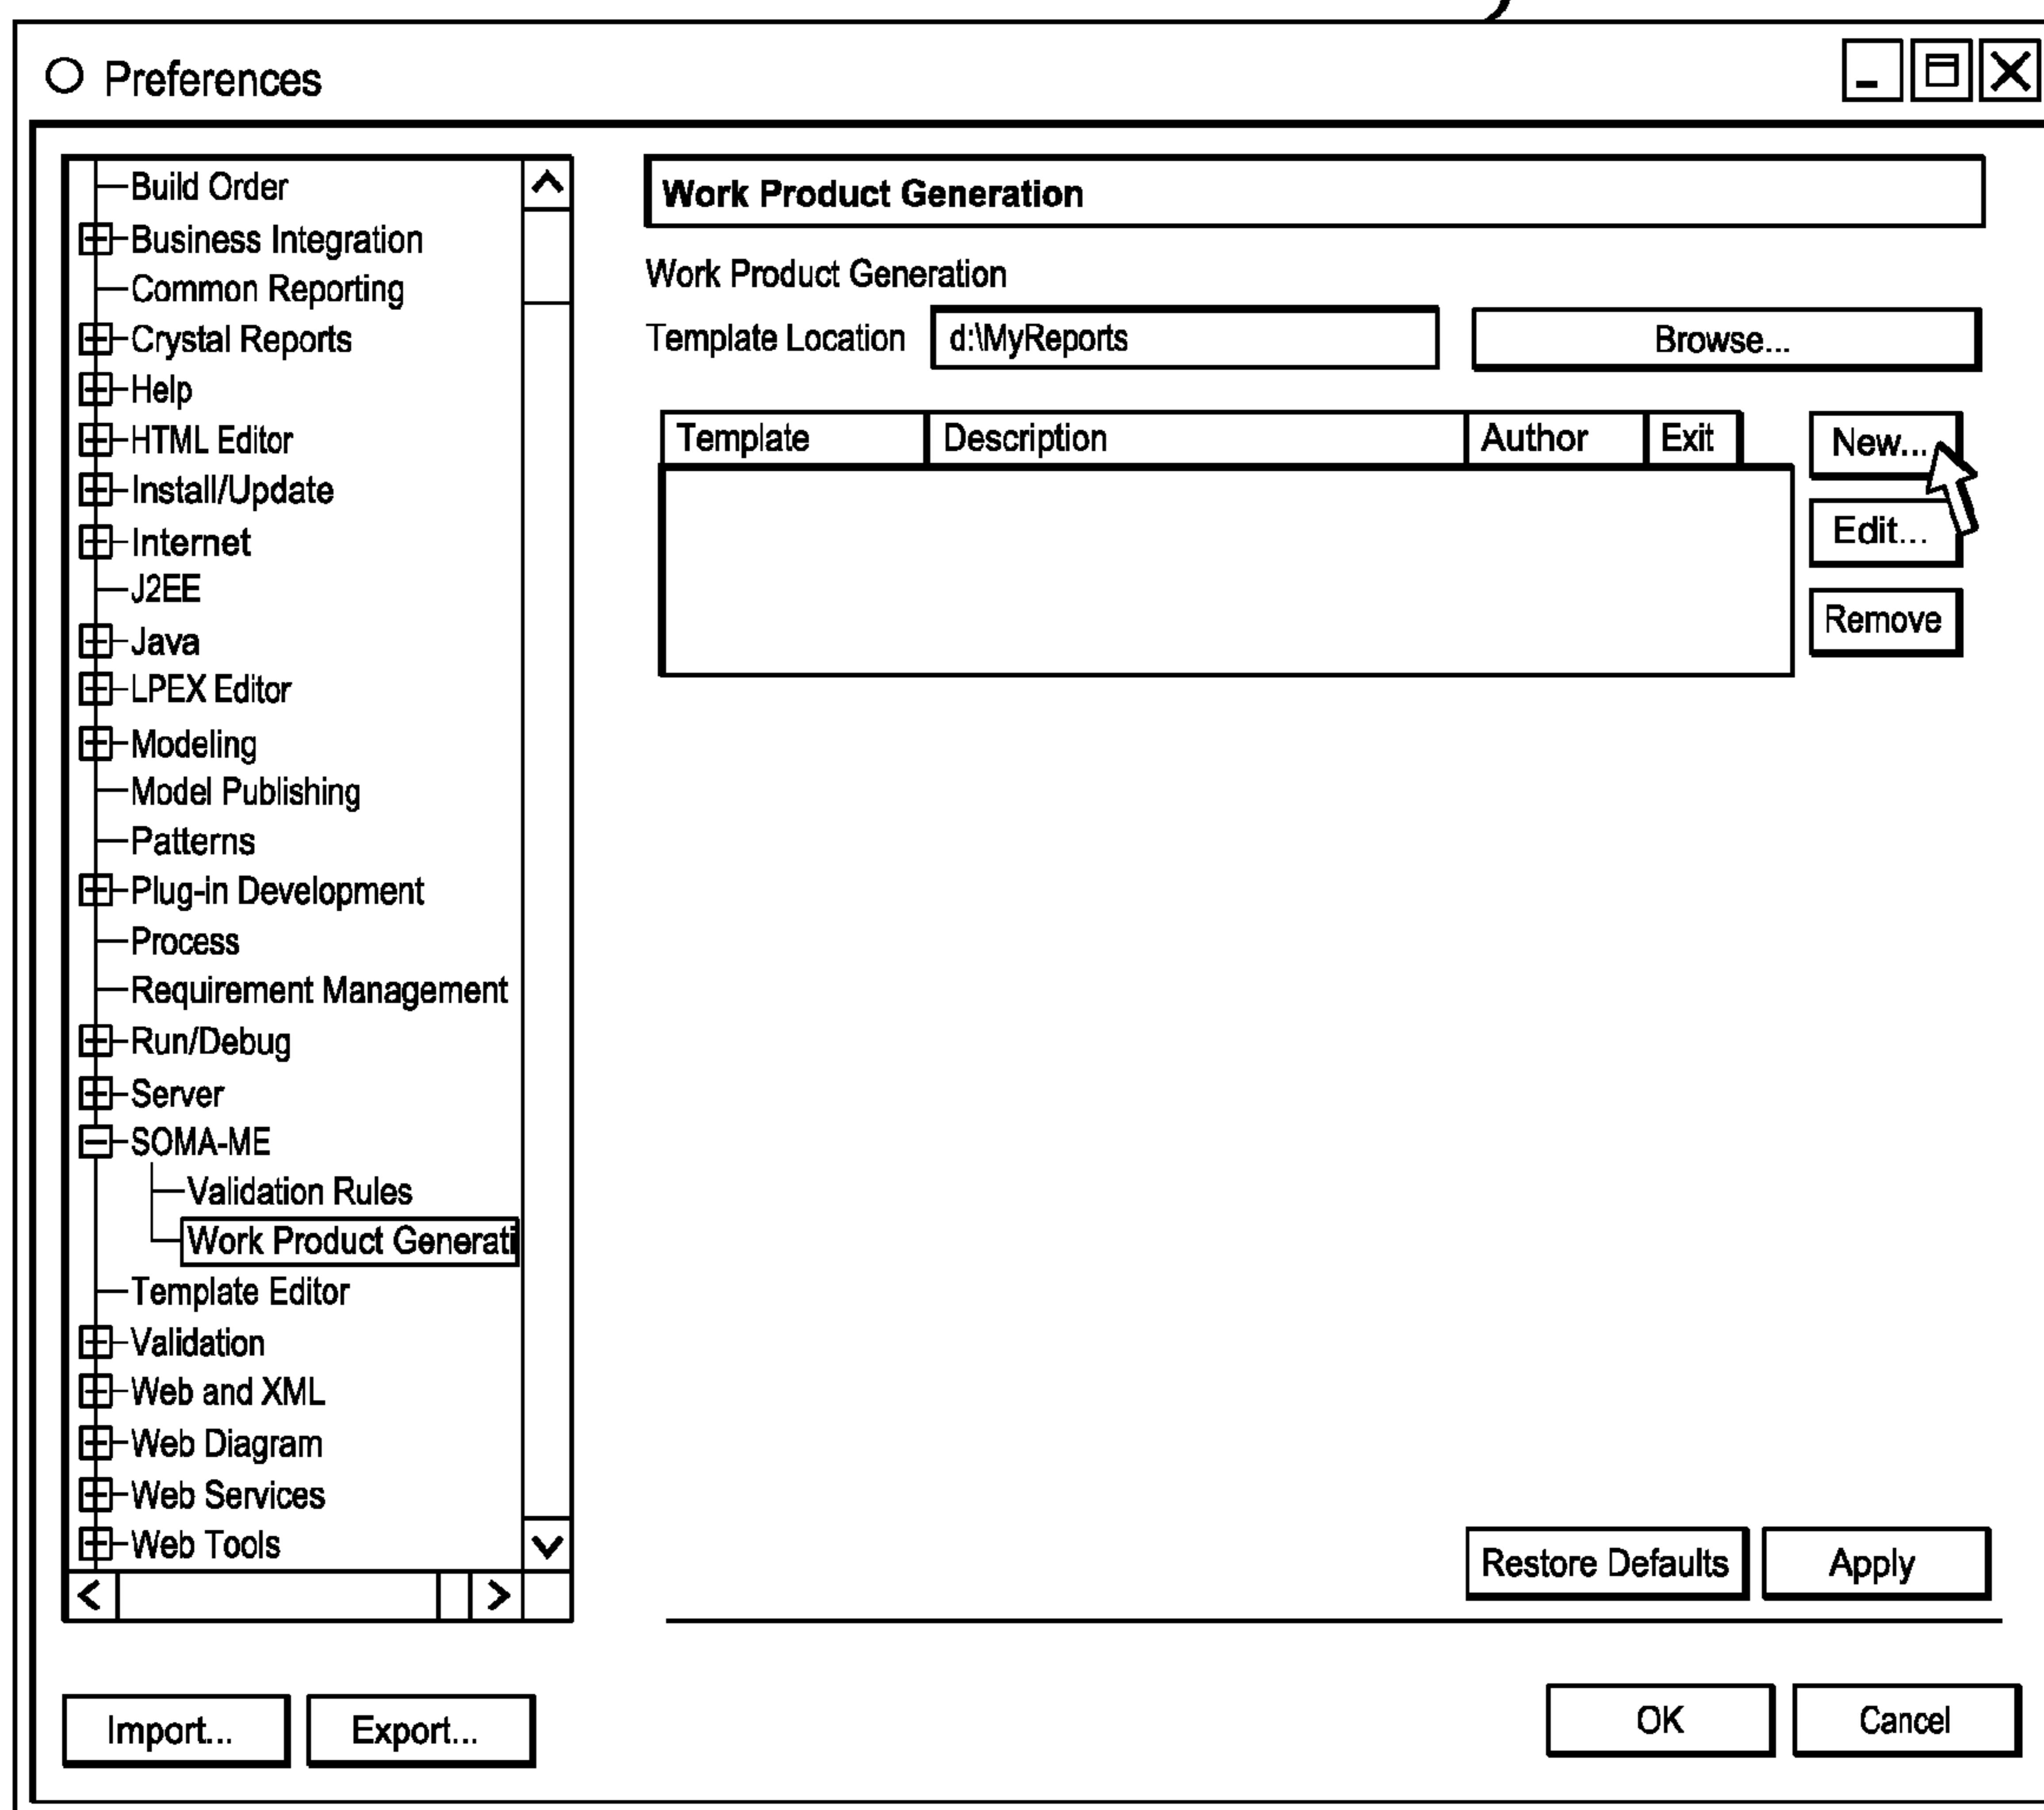 Preferences
Build Order
Business Integration
Common Reporting
Crystal Reports
Help
HTML Editor
Install/Update
Internet
J2EE
Java
LPEX Editor
Modeling
Model Publishing
Patterns
Plug-in Development
Process
Requirement Management
Run/Debug
Server
SOMA-ME
Validation Rules
Work Product Generati
Template Editor
Validation
Web and XML
Web Diagram
Web Services
Web Tools
Work Product Generation
Work Product Generation
Template Location d:\MyReports Browse...
Template Description Author Exit New...
Edit...
Remove
Restore Defaults Apply
Import... Export... OK Cancel